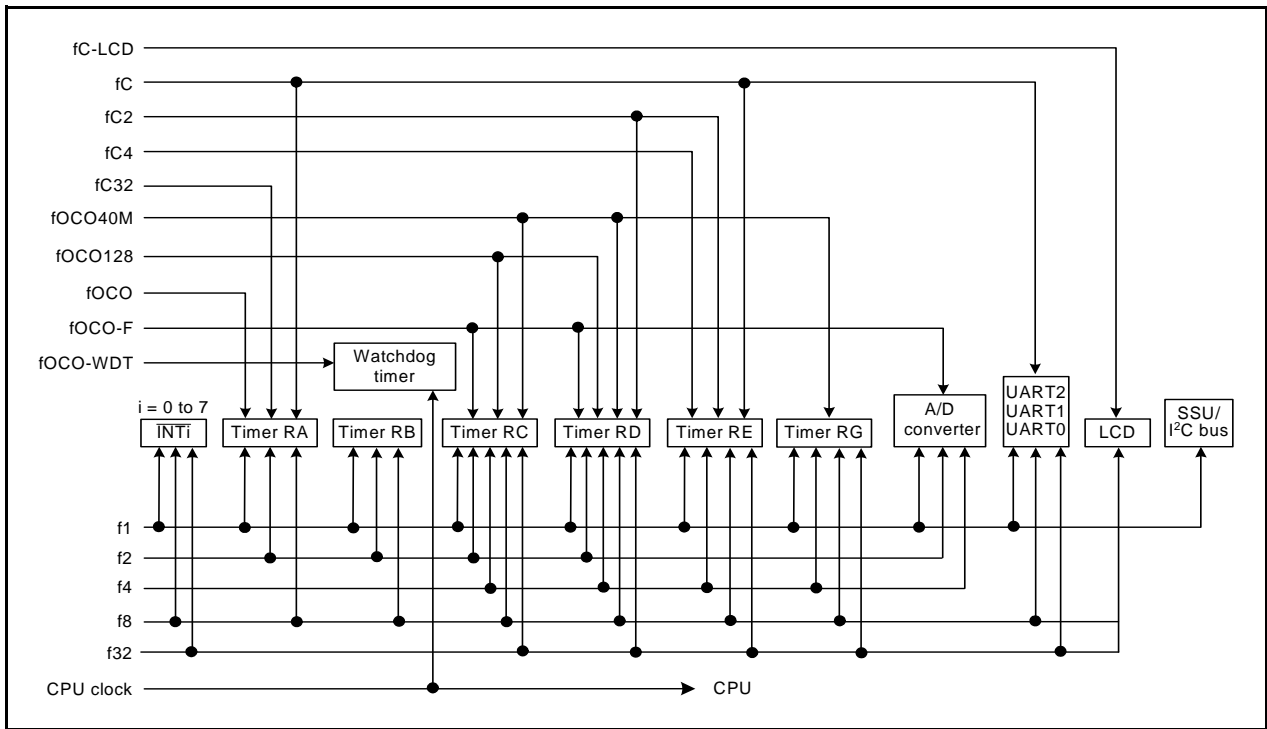 fC-LCD
fC
fC2
fC4
fC32
fOCO40M
fOCO128
fOCO
fOCO-F
fOCO-WDT
Watchdog
timer
i = 0 to 7
INTi
Timer RA
Timer RB
Timer RC
Timer RD
Timer RE
Timer RG
A/D
converter
UART2
UART1
UART0
LCD
SSU/
I²C bus
f1
f2
f4
f8
f32
CPU clock
CPU